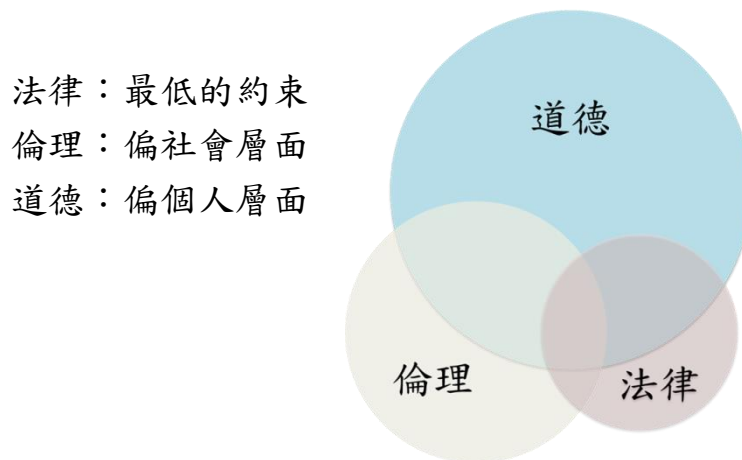 法律：最低的約束
倫理：偏社會層面
道德：偏個人層面
道德
倫理
法律